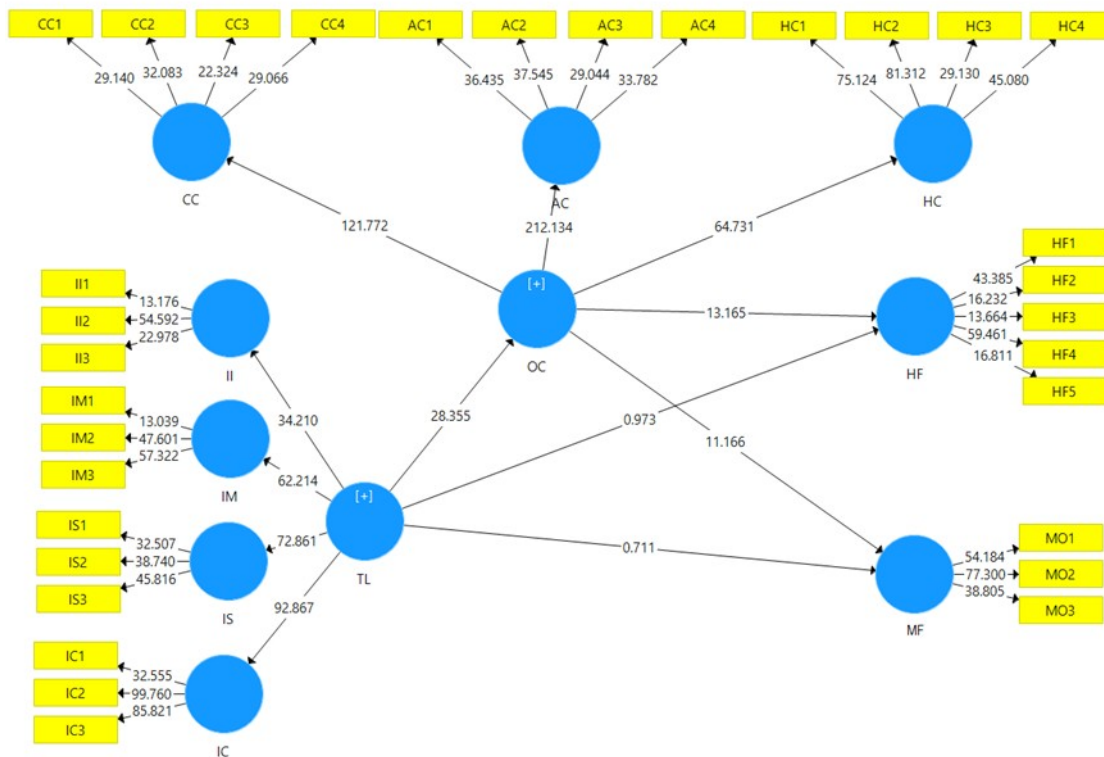 CC1 CC2 CC3 CC4 AC1 AC2 AC3 AC4 HC1 HC2 HC3 HC4
29.140 32.083 22.324 29.066 36.435 37.545 29.044 33.782 75.124 81.312 29.130 45.080
CC AC HC
121.772 212.134 64.731
II1
II2
II3
13.176
54.592
22.978
II
[+]
OC
13.165
HF1
HF2
HF3
HF4
HF5
43.385
16.232
13.664
59.461
16.811
HF
IM1
IM2
IM3
13.039
47.601
57.322
IM
34.210
28.355
0.973
11.166
62.214
[+]
TL
IS1
IS2
IS3
32.507
38.740
45.816
IS
72.861
0.711
MO1
MO2
MO3
54.184
77.300
38.805
MF
92.867
IC1
IC2
IC3
32.555
99.760
85.821
IC